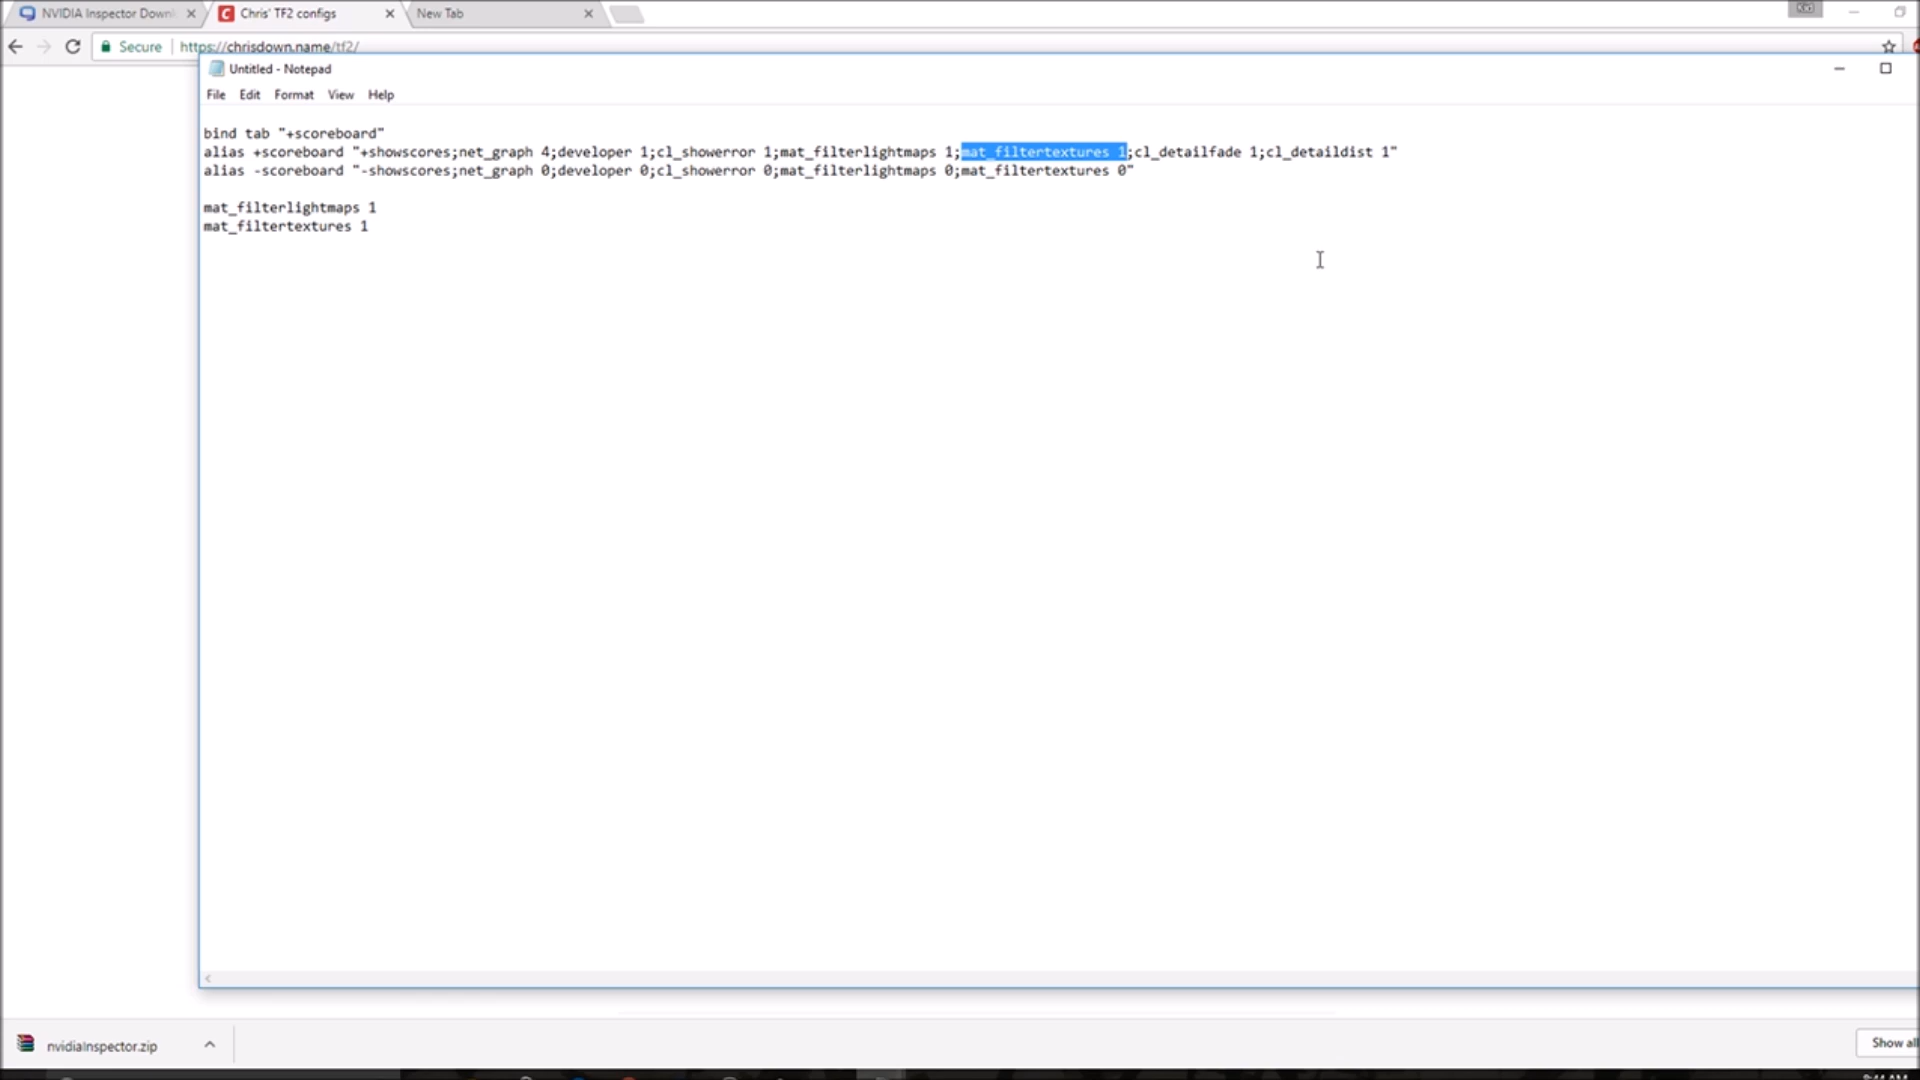 NVIDIA Inspector Downl
Chris' TF2 configs
New Tab
Secure
https://chrisdown.name/tf2/
Untitled - Notepad
File Edit Format View Help
bind tab "+scoreboard"
alias +scoreboard "+showscores;net_graph 4;developer 1;cl_showerror 1;mat_filterlightmaps 1;mat_filtertextures 1;cl_detailfade 1;cl_detaildist 1"
alias -scoreboard "-showscores;net_graph 0;developer 0;cl_showerror 0;mat_filterlightmaps 0;mat_filtertextures 0"
mat_filterlightmaps 1
mat_filtertextures 1
nvidiaInspector.zip
Show all